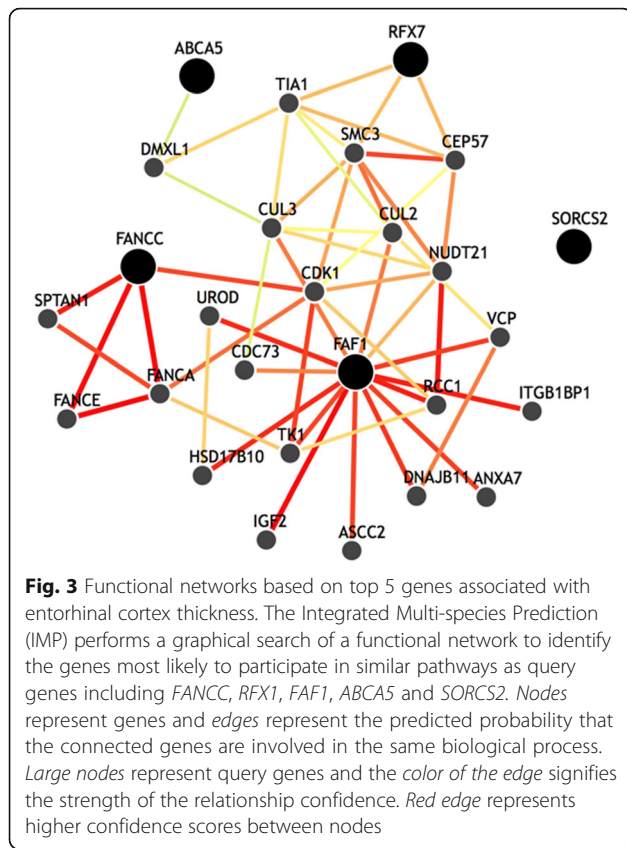 RFX7
ABCA5
TIA1
SMC3
CEP57
DMXL1
CUL3
CUL2
SORCS2
FANCC
NUDT21
CDK1
SPTAN1
UROD
VCP
CDC73
FAF1
FANCA
RCC1
ITGB1BP1
FANCE
TK1
HSD17B10
DNAJB11
ANXA7
IGF2
ASCC2
Fig. 3 Functional networks based on top 5 genes associated with
entorhinal cortex thickness. The Integrated Multi-species Prediction
(IMP) performs a graphical search of a functional network to identify
the genes most likely to participate in similar pathways as query
genes including FANCC, RFX1, FAF1, ABCA5 and SORCS2. Nodes
represent genes and edges represent the predicted probability that
the connected genes are involved in the same biological process.
Large nodes represent query genes and the color of the edge signifies
the strength of the relationship confidence. Red edge represents
higher confidence scores between nodes